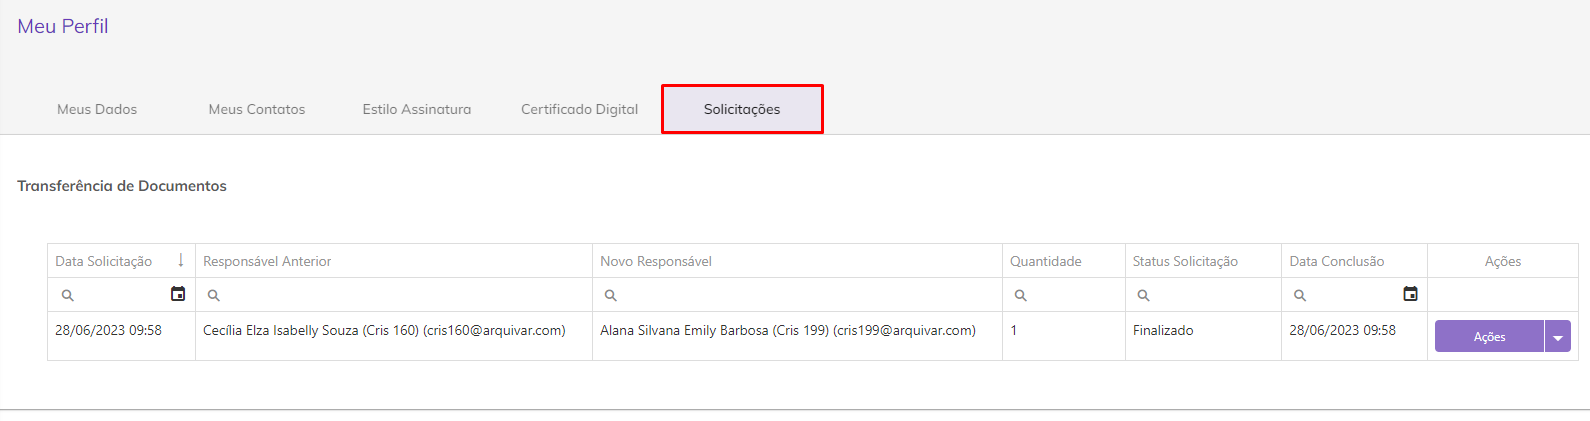 Meu Perfil
Meus Dados Meus Contatos Estilo Assinatura Certificado Digital Solicitações
Transferência de Documentos
Data Solicitação ↓ Responsável Anterior Novo Responsável Quantidade Status Solicitação Data Conclusão Ações
28/06/2023 09:58 Cecília Elza Isabelly Souza (Cris 160) (cris160@arquivar.com) Alana Silvana Emily Barbosa (Cris 199) (cris199@arquivar.com) 1 Finalizado 28/06/2023 09:58 Ações